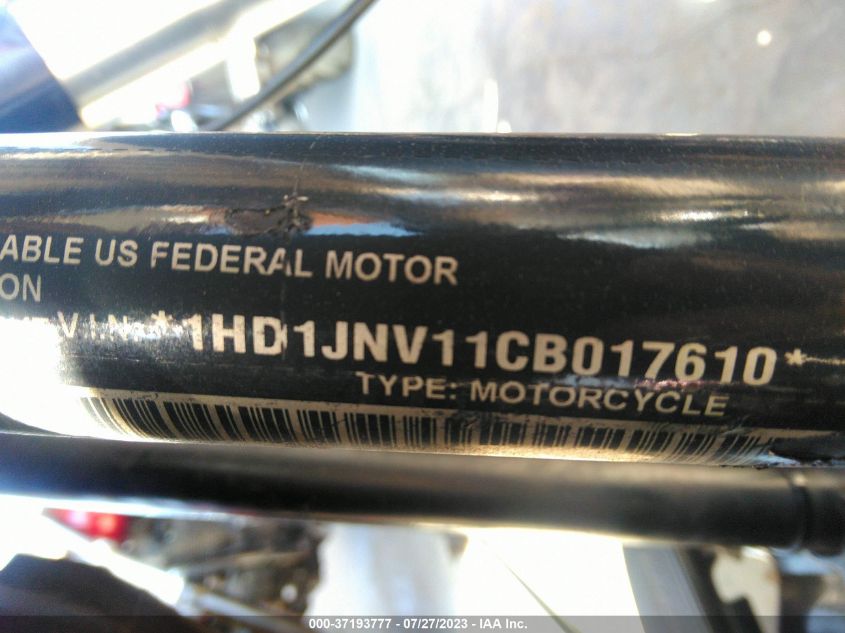 ABLE US FEDERAL MOTOR
ON
V.I.N.: *1HD1JNV11CB017610*
TYPE: MOTORCYCLE
000-37193777 - 07/27/2023 - IAA Inc.